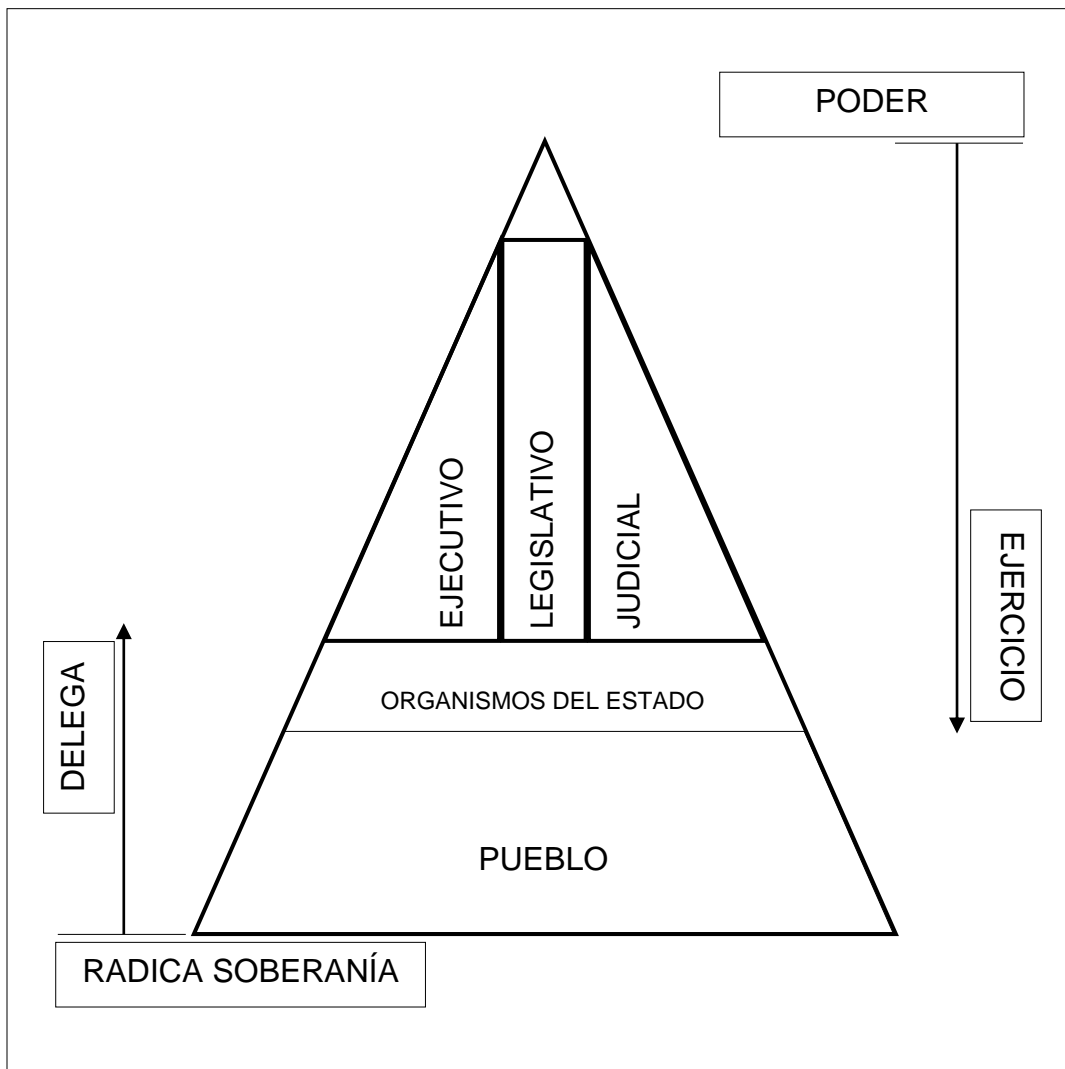 PODER
EJECUTIVO
LEGISLATIVO
JUDICIAL
EJERCICIO
DELEGA
ORGANISMOS DEL ESTADO
PUEBLO
RADICA SOBERANÍA